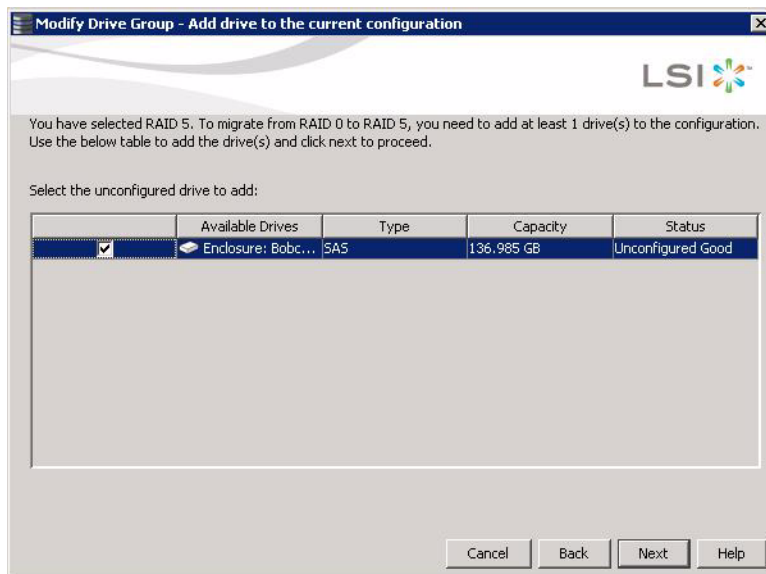 Modify Drive Group - Add drive to the current configuration
LSI
You have selected RAID 5. To migrate from RAID 0 to RAID 5, you need to add at least 1 drive(s) to the configuration.
Use the below table to add the drive(s) and click next to proceed.
Select the unconfigured drive to add:
Available Drives Type Capacity Status
Enclosure: Bobc... SAS 136.985 GB Unconfigured Good
Cancel Back Next Help